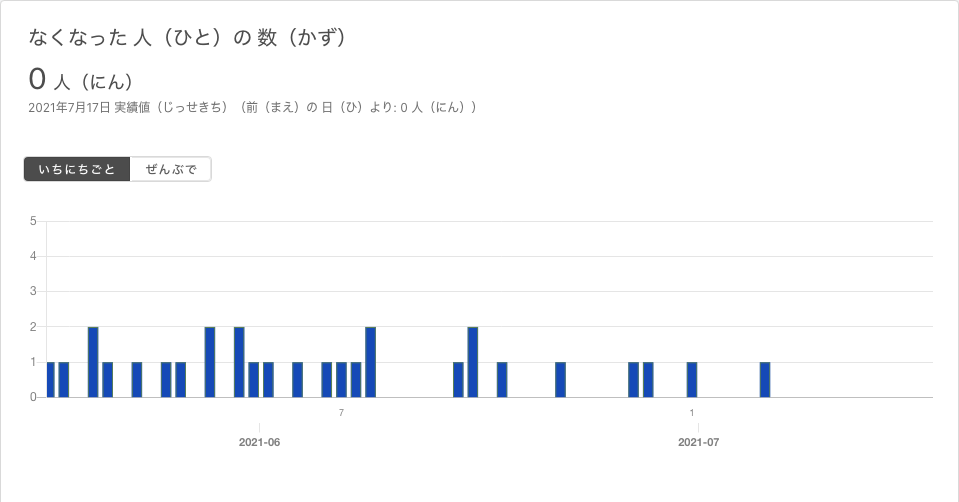 なくなった 人（ひと）の 数（かず）
0 人（にん）
2021年7月17日 実績値（じっせきち）（前（まえ）の 日（ひ）より: 0 人（にん））
いちにちごと ぜんぶで
5
4
3
2
1
0
7 1
2021-06 2021-07